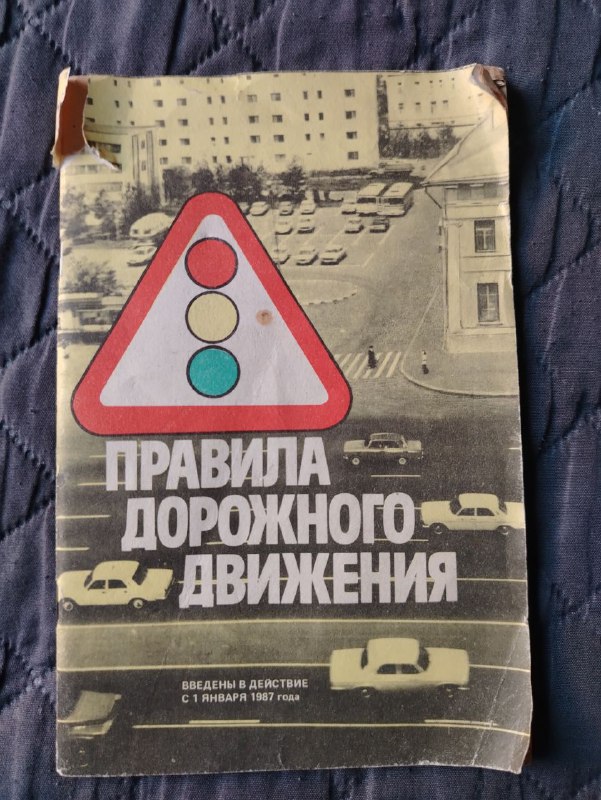 ПРАВИЛА
ДОРОЖНОГО
ДВИЖЕНИЯ
ВВЕДЕНЫ В ДЕЙСТВИЕ
С 1 ЯНВАРЯ 1987 года